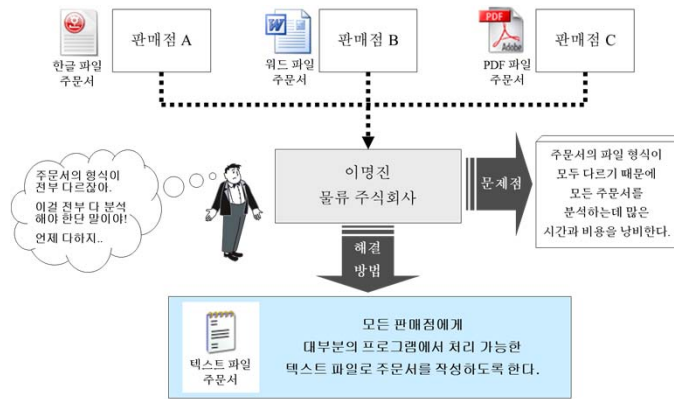 판매점 A
한글 파일
주문서
W
판매점 B
워드 파일
주문서
PDF
Adobe
판매점 C
PDF 파일
주문서
주문서의 형식이
전부 다르잖아.
이걸 전부 다 분석
해야 한단 말이야!
언제 다하지..
이명진
물류 주식회사
문제점
주문서의 파일 형식이
모두 다르기 때문에
모든 주문서를
분석하는데 많은
시간과 비용을 낭비한다.
해결
방법
텍스트 파일
주문서
모든 판매점에게
대부분의 프로그램에서 처리 가능한
텍스트 파일로 주문서를 작성하도록 한다.